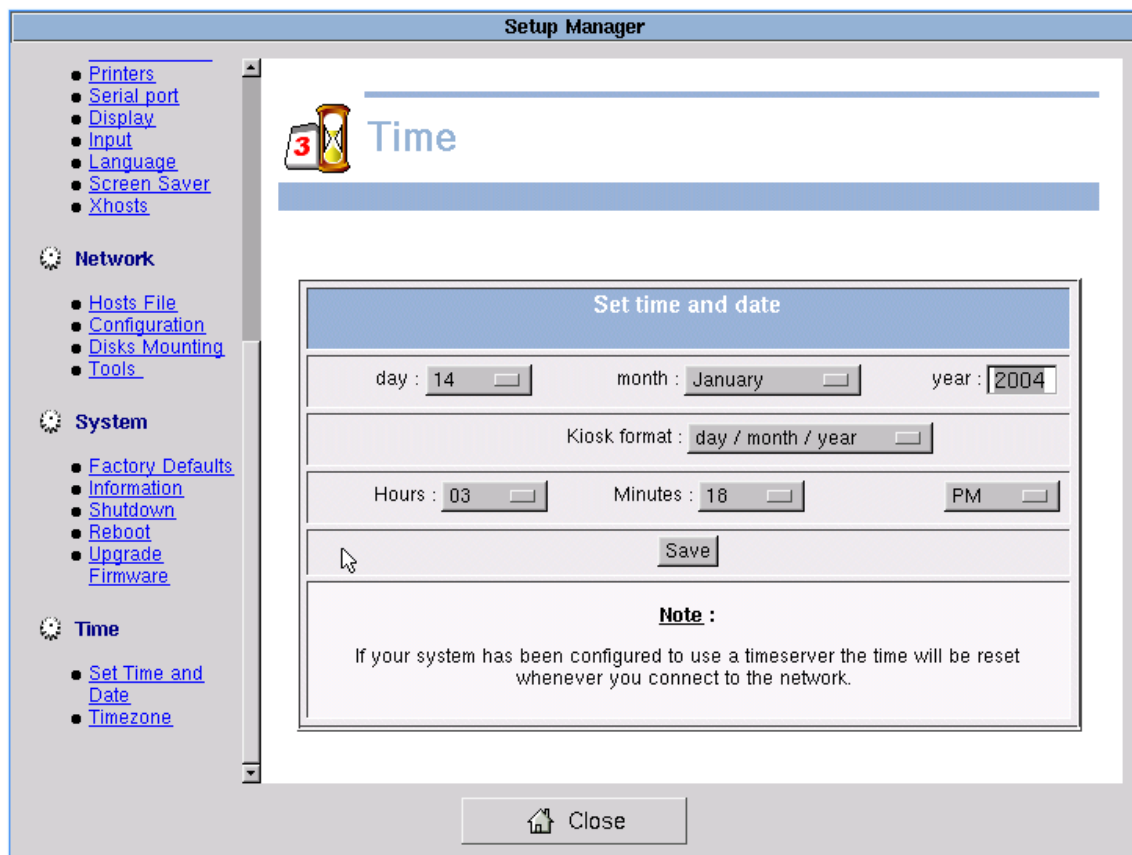 Setup Manager
Printers
Serial port
Display
Input
Language
Screen Saver
Xhosts
Network
Hosts File
Configuration
Disks Mounting
Tools
System
Factory Defaults
Information
Shutdown
Reboot
Upgrade
Firmware
Time
Set Time and
Date
Timezone
3
Time
Set time and date
day : 14 month : January year : 2004
Kiosk format : day / month / year
Hours : 03 Minutes : 18 PM
Save
Note :
If your system has been configured to use a timeserver the time will be reset
whenever you connect to the network.
Close